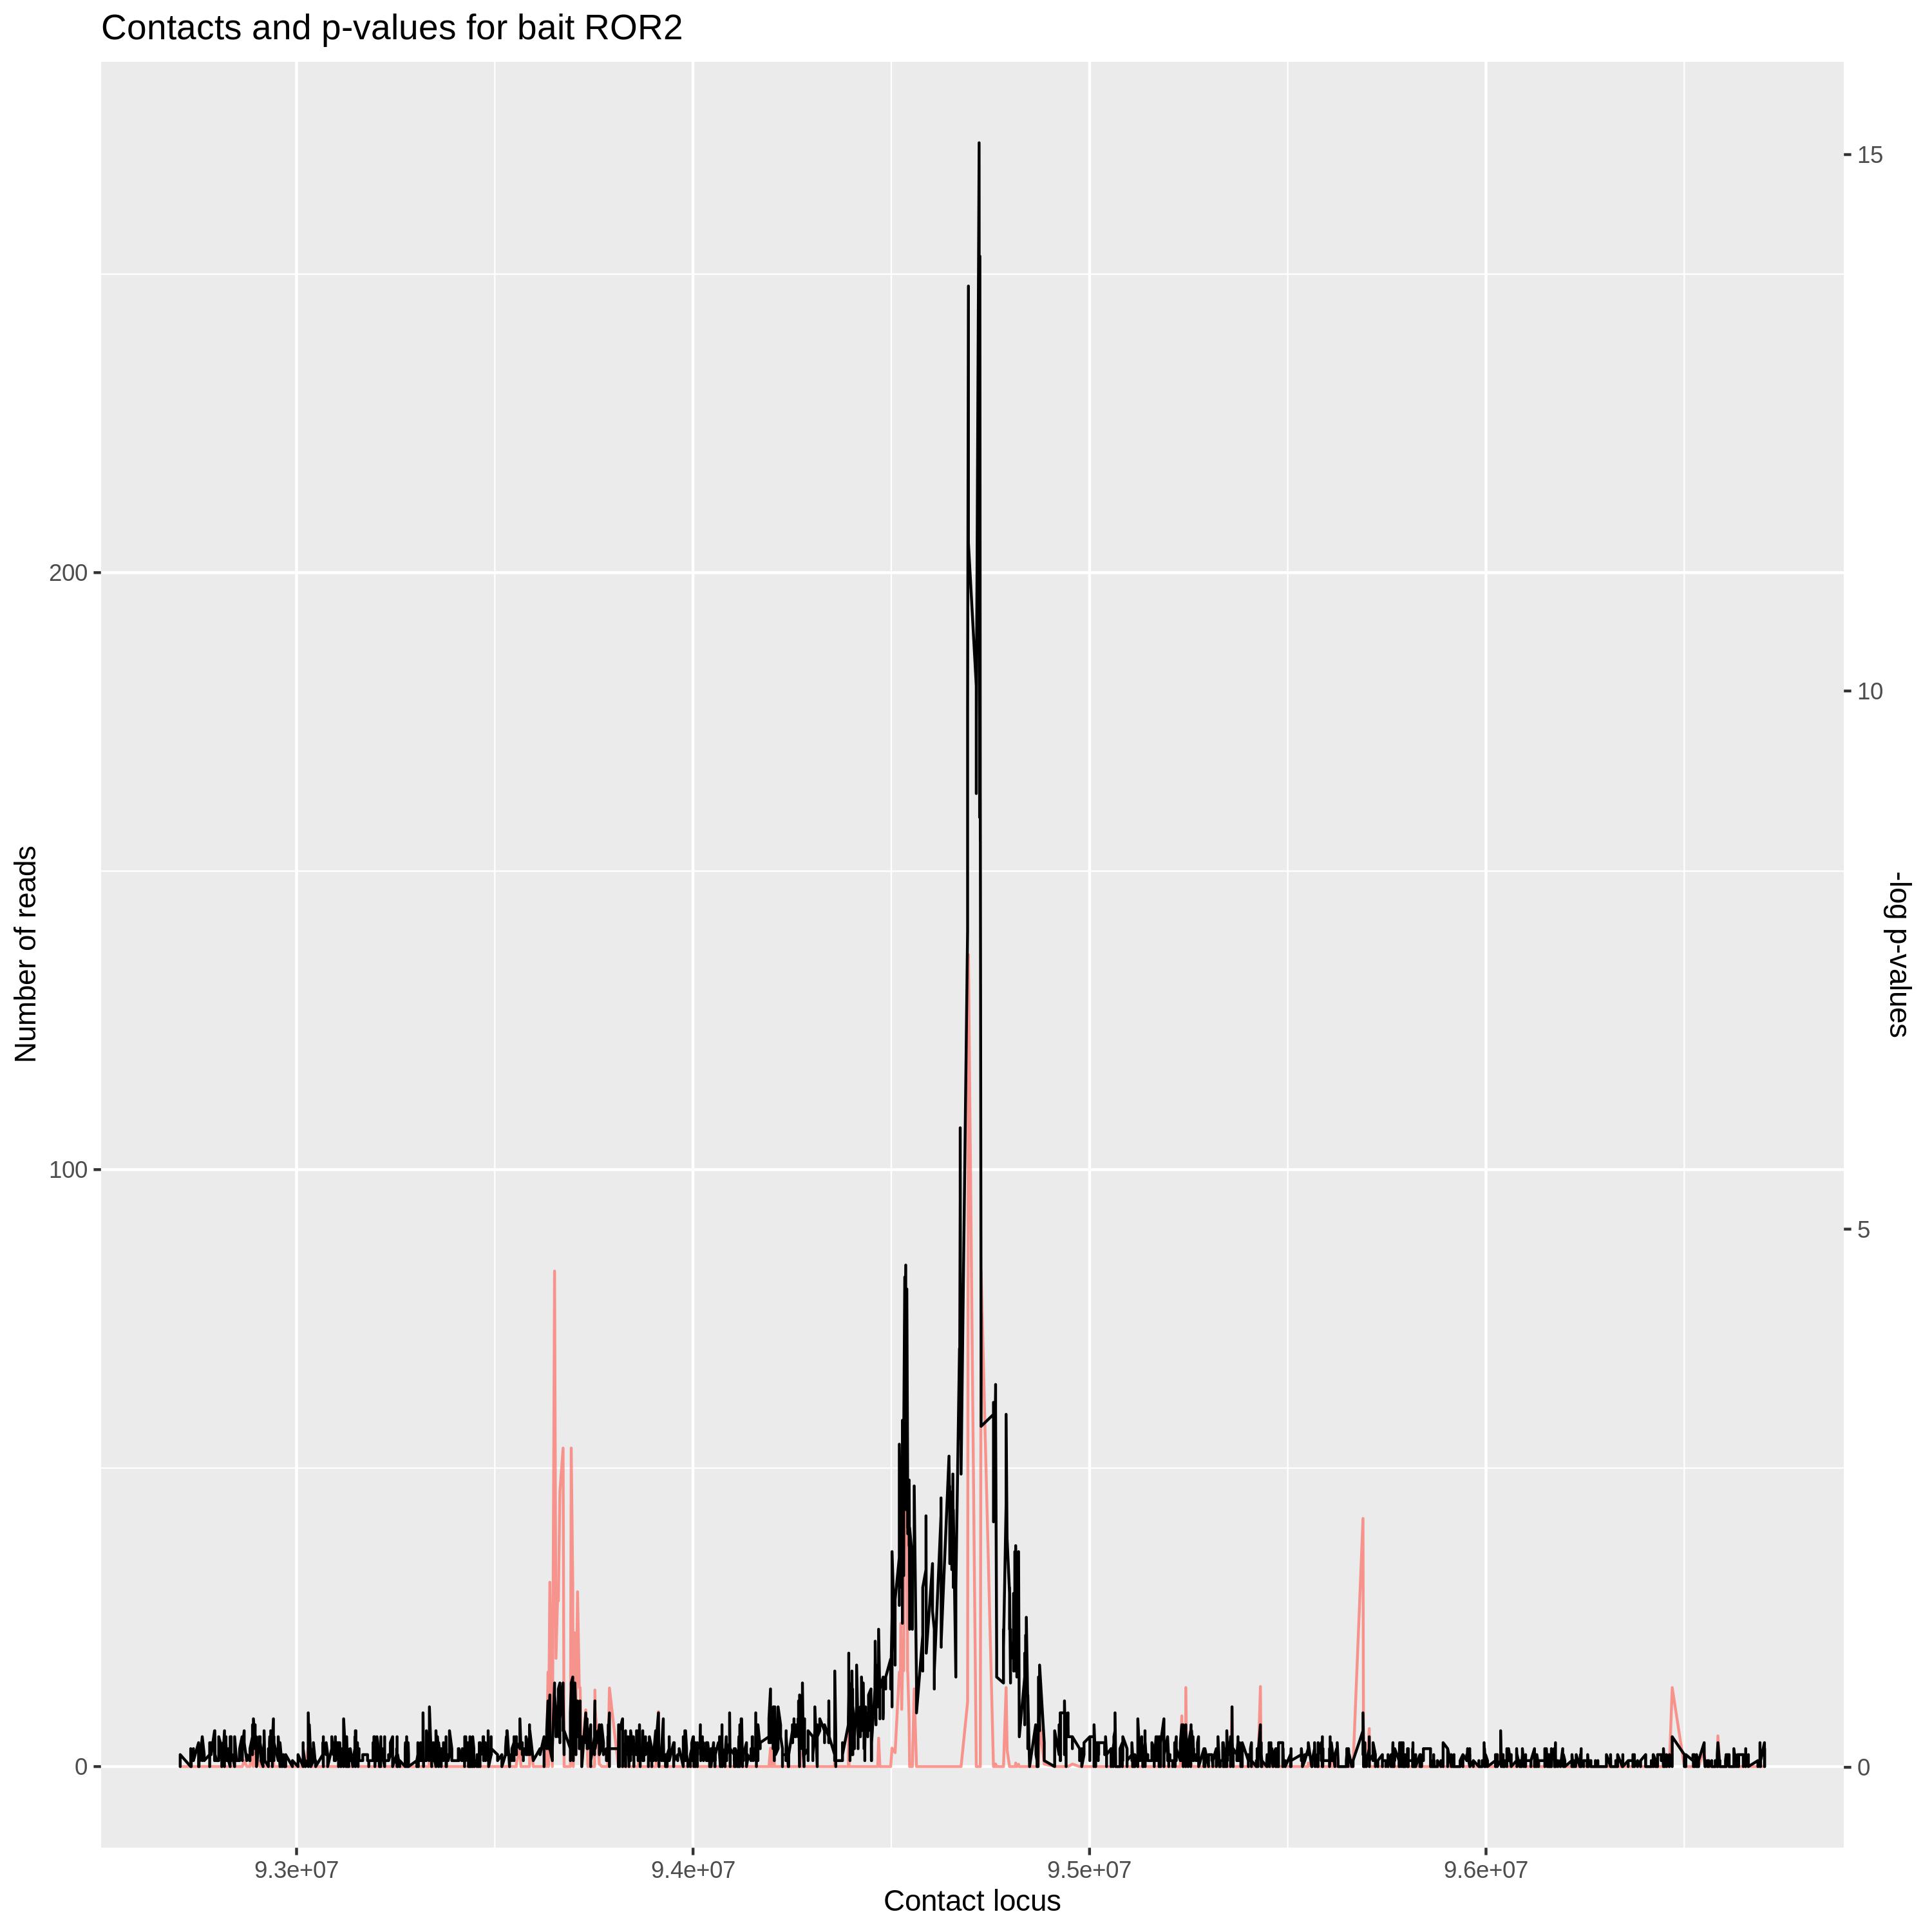 Contacts and p-values for bait ROR2
15
200
10
Number of reads
-log p-values
100
5
0
0
9.3e+07
9.4e+07
9.5e+07
9.6e+07
Contact locus